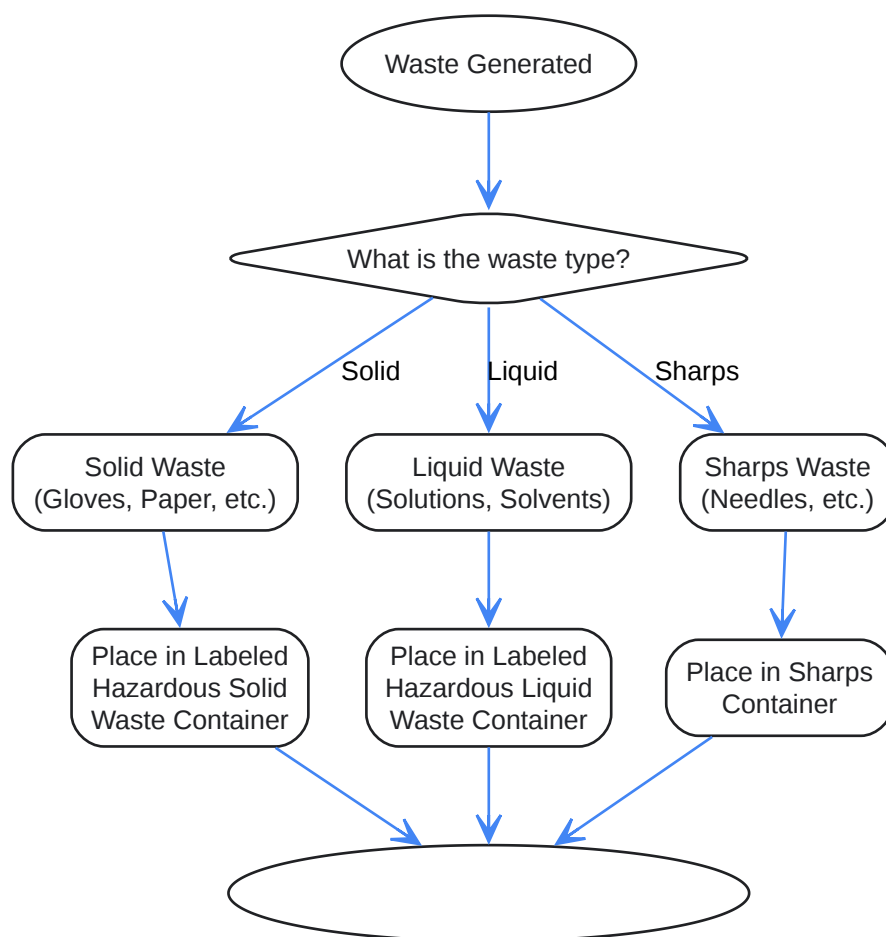 Waste Generated
What is the waste type?
Solid
Liquid
Sharps
Solid Waste
(Gloves, Paper, etc.)
Liquid Waste
(Solutions, Solvents)
Sharps Waste
(Needles, etc.)
Place in Labeled
Hazardous Solid
Waste Container
Place in Labeled
Hazardous Liquid
Waste Container
Place in Sharps
Container